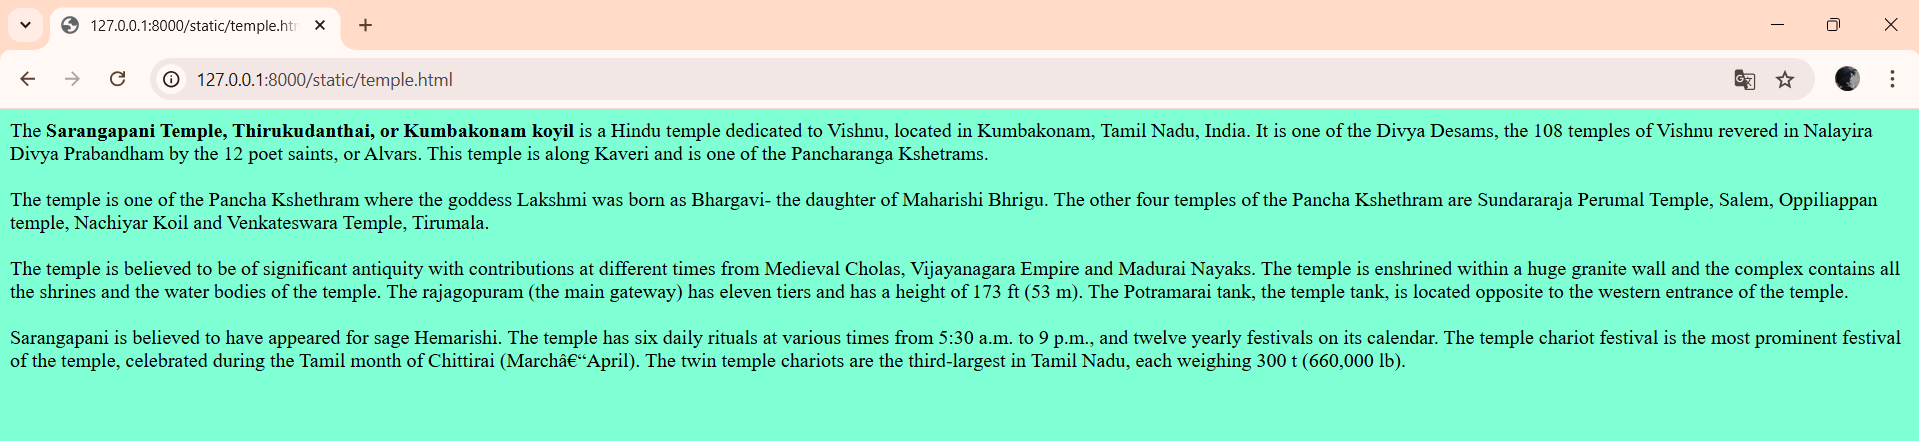 127.0.0.1:8000/static/temple.htm
127.0.0.1:8000/static/temple.html
The Sarangapani Temple, Thirukudanthai, or Kumbakonam koyil is a Hindu temple dedicated to Vishnu, located in Kumbakonam, Tamil Nadu, India. It is one of the Divya Desams, the 108 temples of Vishnu revered in Nalayira
Divya Prabandham by the 12 poet saints, or Alvars. This temple is along Kaveri and is one of the Pancharanga Kshetrams.
The temple is one of the Pancha Kshethram where the goddess Lakshmi was born as Bhargavi- the daughter of Maharishi Bhrigu. The other four temples of the Pancha Kshethram are Sundararaja Perumal Temple, Salem, Oppiliappan
temple, Nachiyar Koil and Venkateswara Temple, Tirumala.
The temple is believed to be of significant antiquity with contributions at different times from Medieval Cholas, Vijayanagara Empire and Madurai Nayaks. The temple is enshrined within a huge granite wall and the complex contains all
the shrines and the water bodies of the temple. The rajagopuram (the main gateway) has eleven tiers and has a height of 173 ft (53 m). The Potramarai tank, the temple tank, is located opposite to the western entrance of the temple.
Sarangapani is believed to have appeared for sage Hemarishi. The temple has six daily rituals at various times from 5:30 a.m. to 9 p.m., and twelve yearly festivals on its calendar. The temple chariot festival is the most prominent festival
of the temple, celebrated during the Tamil month of Chittirai (Marchâ€“April). The twin temple chariots are the third-largest in Tamil Nadu, each weighing 300 t (660,000 lb).